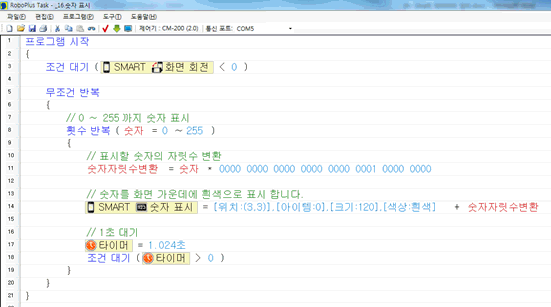 RoboPlus Task - _16.숫자 표시
파일(F) 편집(E) 프로그램(P) 도구(T) 도움말(H)
제어기 : CM-200 (2.0) 통신 포트: COM5
1 프로그램 시작
2 {
3 조건 대기 ( SMART 화면 회전 < 0 )
4
5 무조건 반복
6 {
7 // 0 ~ 255까지 숫자 표시
8 횟수 반복 ( 숫자 = 0 ~ 255 )
9 {
10 // 표시할 숫자의 자릿수 변환
11 숫자자릿수변환 = 숫자 * 0000 0000 0000 0000 0000 0001 0000 0000
12
13 // 숫자를 화면 가운데에 흰색으로 표시 합니다.
14 SMART 숫자 표시 = [위치:(3,3)],[아이템:0],[크기:120],[색상:흰색] + 숫자자릿수변환
15
16 // 1초 대기
17 타이머 = 1.024초
18 조건 대기 ( 타이머 > 0 )
19 }
20 }
21 }